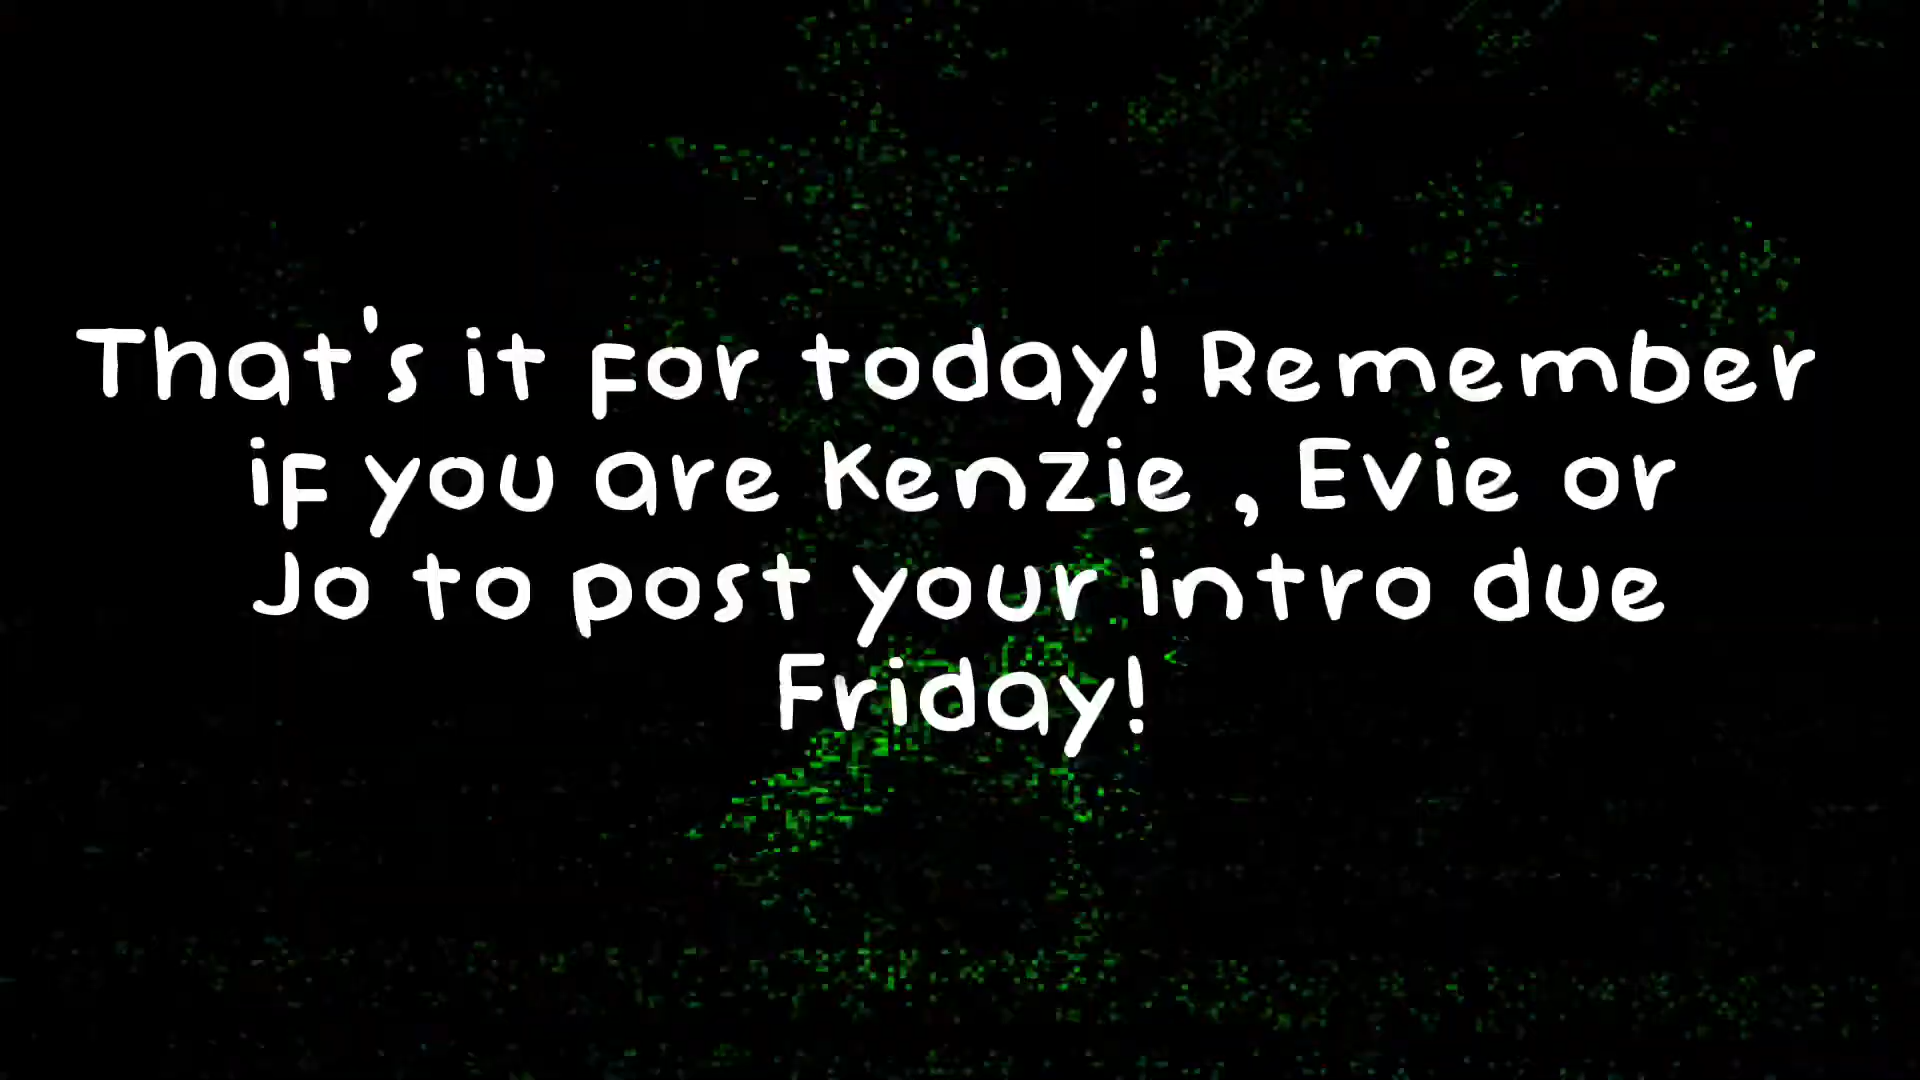 That's it for today! Remember
if you are Kenzie , Evie or
Jo to post your intro due
Friday!